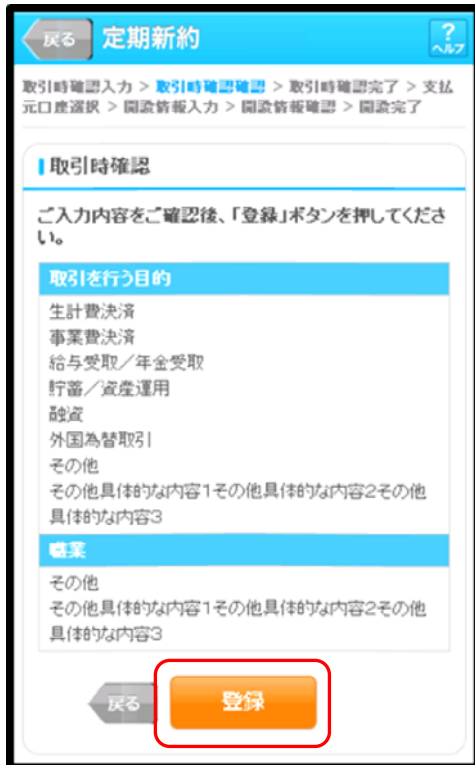 戻る 定期新約 ? ヘルプ
取引時確認入力 > 取引時確認確認 > 取引時確認完了 > 支払
元口座選択 > 開設情報入力 > 開設情報確認 > 開設完了
取引時確認
ご入力内容をご確認後、「登録」ボタンを押してくださ
い。
取引を行う目的
生計費決済
事業費決済
給与受取／年金受取
貯蓄／資産運用
融資
外国為替取引
その他
その他具体的な内容1その他具体的な内容2その他
具体的な内容3
職業
その他
その他具体的な内容1その他具体的な内容2その他
具体的な内容3
戻る 登録